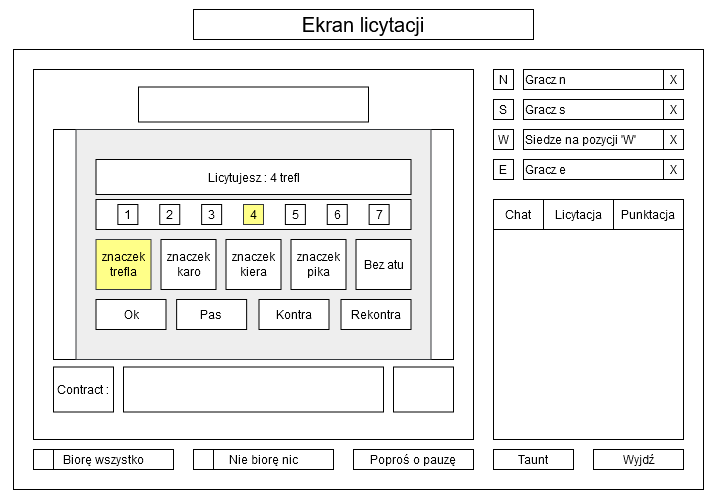 Ekran licytacji
N
Gracz n
X
S
Gracz s
X
W
Siedze na pozycji 'W'
X
E
Gracz e
X
Licytujesz : 4 trefl
1 2 3 4 5 6 7
znaczek
trefla
znaczek
karo
znaczek
kiera
znaczek
pika
Bez atu
Ok
Pas
Kontra
Rekontra
Contract :
Chat
Licytacja
Punktacja
Biorę wszystko
Nie biorę nic
Poproś o pauzę
Taunt
Wyjdź